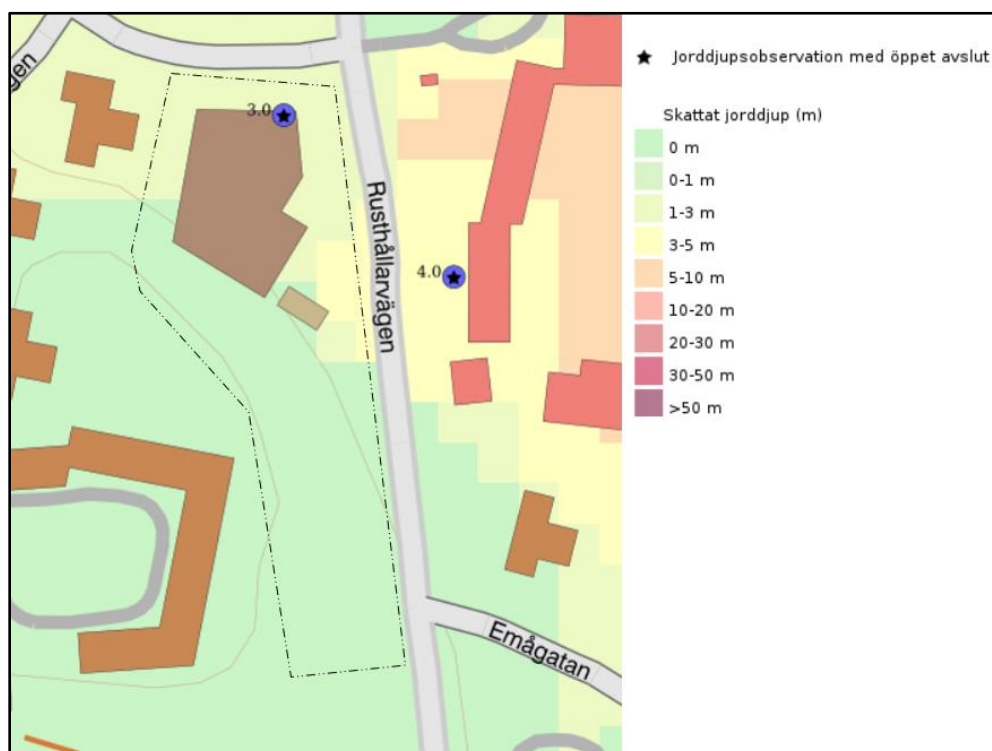 gen
3.0
4.0
Rusthållarvägen
Emågatan
Jorddjupsobservation med öppet avslut
Skattat jorddjup (m)
0 m
0-1 m
1-3 m
3-5 m
5-10 m
10-20 m
20-30 m
30-50 m
>50 m